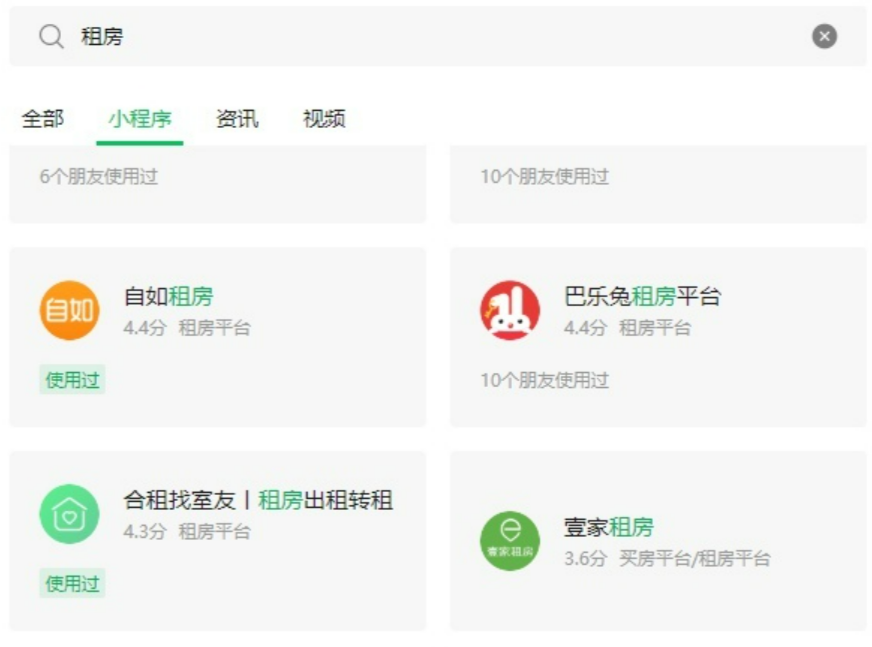 租房
全部 小程序 资讯 视频
6个朋友使用过
10个朋友使用过
自如
自如租房
4.4分 租房平台
使用过
巴乐兔租房平台
4.4分 租房平台
10个朋友使用过
合租找室友丨租房出租转租
4.3分 租房平台
使用过
壹家租房
壹家租房
3.6分 买房平台/租房平台